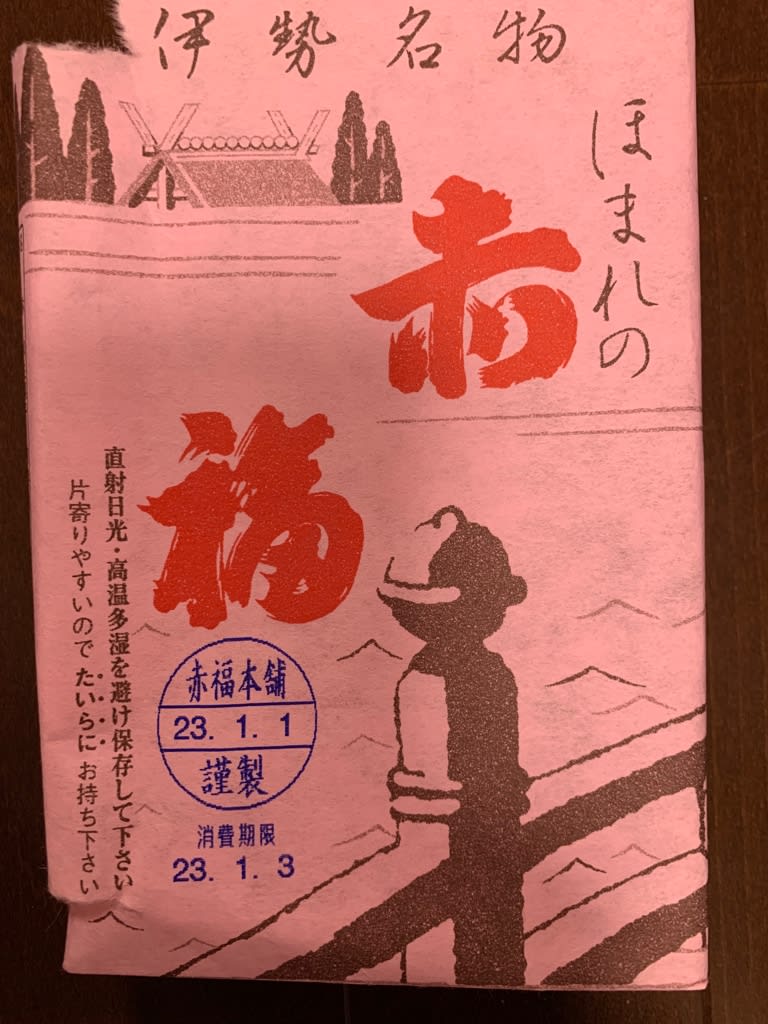 伊勢名物
ほまれの
赤福
直射日光・高温多湿を避け保存して下さい
片寄りやすいので たいらに お持ち下さい
赤福本舗
23. 1. 1
謹製
消費期限
23. 1. 3